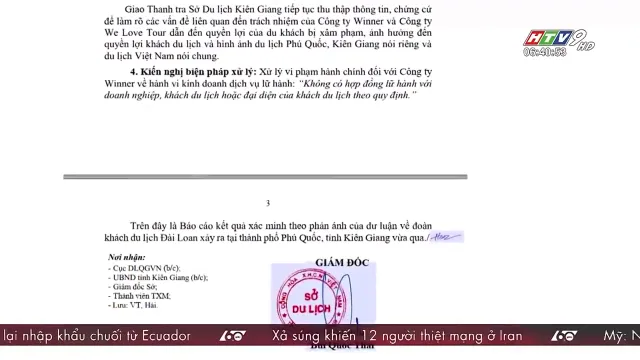 Giao Thanh tra Sở Du lịch Kiên Giang tiếp tục thu thập thông tin, chứng cứ
để làm rõ các vấn đề liên quan đến trách nhiệm của Công ty Winner và Công ty
We Love Tour dẫn đến quyền lợi của du khách bị xâm phạm, ảnh hưởng đến
quyền lợi khách du lịch và hình ảnh du lịch Phú Quốc, Kiên Giang nói riêng và
du lịch Việt Nam nói chung.
HTV9 HD
06:40:53
4. Kiến nghị biện pháp xử lý: Xử lý vi phạm hành chính đối với Công ty
Winner về hành vi kinh doanh dịch vụ lữ hành: “Không có hợp đồng lữ hành với
doanh nghiệp, khách du lịch hoặc đại diện của khách du lịch theo quy định.”
3
Trên đây là Báo cáo kết quả xác minh theo phản ánh của dư luận về đoàn
khách du lịch Đài Loan xảy ra tại thành phố Phú Quốc, tỉnh Kiên Giang vừa qua./
Nơi nhận:
- Cục DLQGVN (b/c);
- UBND tỉnh Kiên Giang (b/c);
- Giám đốc Sở;
- Thành viên TXM;
- Lưu: VT, Hải.
GIÁM ĐỐC
SỞ
DU LỊCH
Bùi Quốc Thái
lại nhập khẩu chuối từ Ecuador 60 Xả súng khiến 12 người thiệt mạng ở Iran 60 Mỹ: N